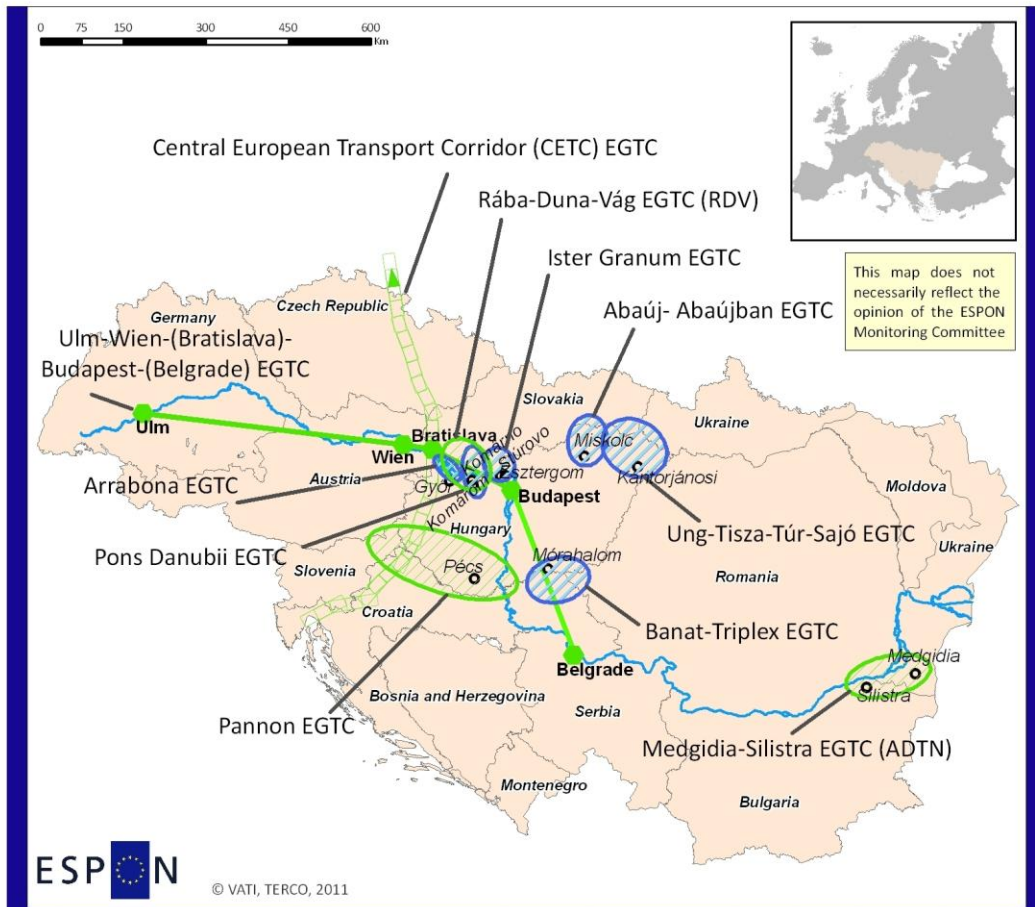 0 75 150 300 450 600
Km
Central European Transport Corridor (CETC) EGTC
Rába-Duna-Vág EGTC (RDV)
Ister Granum EGTC
Abaúj- Abaújban EGTC
This map does not
necessarily reflect the
opinion of the ESPON
Monitoring Committee
Germany
Czech Republic
Ulm-Wien-(Bratislava)-
Budapest-(Belgrade) EGTC
Slovakia
Ukraine
Ulm
Wien
Bratislava
Komárno
Štúrovo
Miskolc
Kántorjánosi
Arrabona EGTC
Austria
Győr
Komárom
Esztergom
Budapest
Moldova
Ukraine
Pons Danubii EGTC
Hungary
Ung-Tisza-Túr-Sajó EGTC
Slovenia
Pécs
Mórahalom
Romania
Croatia
Banat-Triplex EGTC
Belgrade
Medgidia
Silistra
Bosnia and Herzegovina
Serbia
Pannon EGTC
Medgidia-Silistra EGTC (ADTN)
Montenegro
Bulgaria
ESPON
© VATI, TERCO, 2011